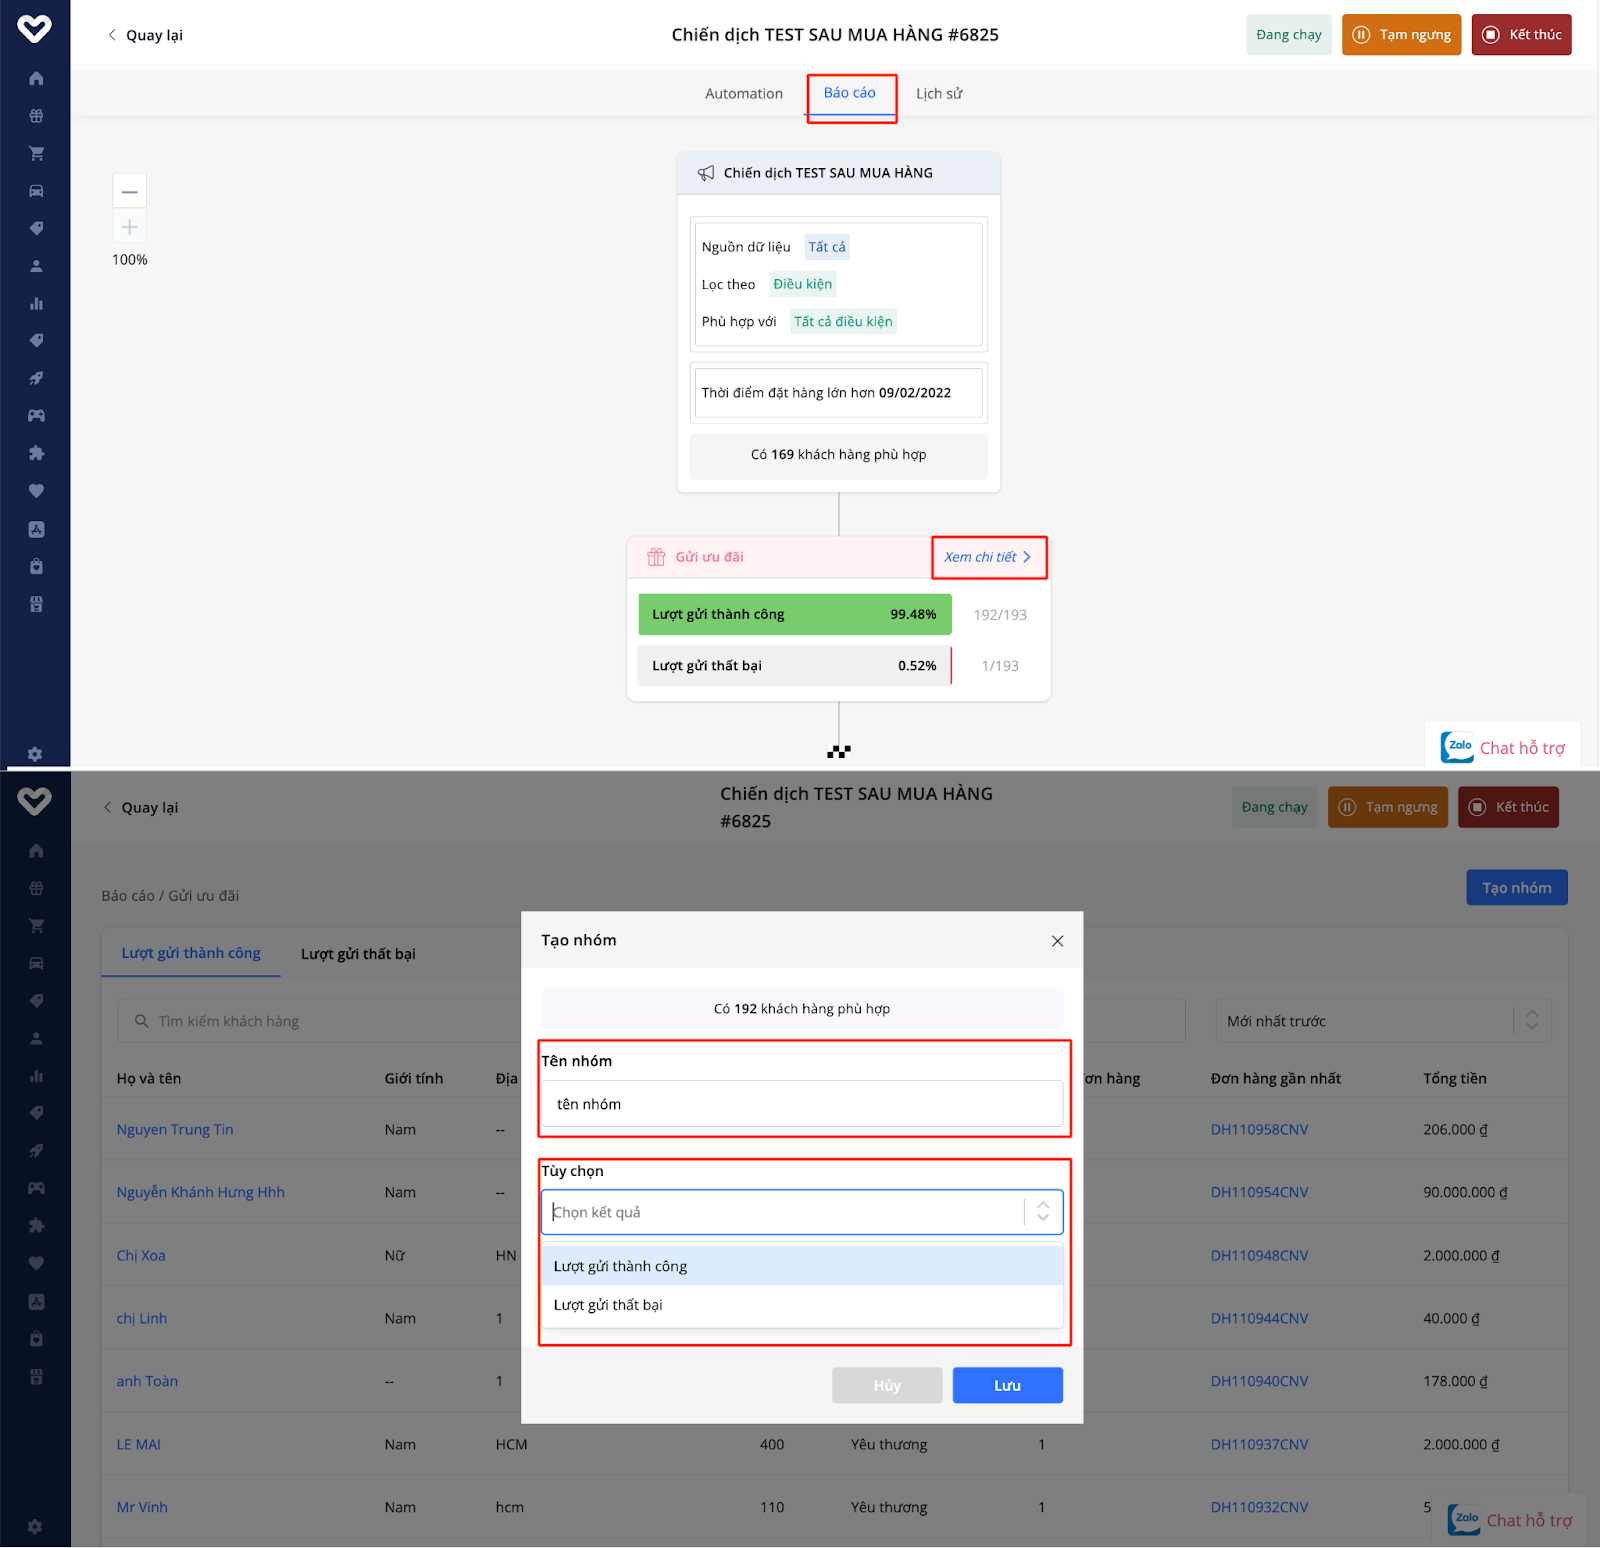 Quay lại
Chiến dịch TEST SAU MUA HÀNG #6825
Đang chạy
Tạm ngưng
Kết thúc
Automation
Báo cáo
Lịch sử
100%
Chiến dịch TEST SAU MUA HÀNG
Nguồn dữ liệu Tất cả
Lọc theo Điều kiện
Phù hợp với Tất cả điều kiện
Thời điểm đặt hàng lớn hơn 09/02/2022
Có 169 khách hàng phù hợp
Gửi ưu đãi
Xem chi tiết
Lượt gửi thành công 99.48% 192/193
Lượt gửi thất bại 0.52% 1/193
Zalo Chat hỗ trợ
Quay lại
Chiến dịch TEST SAU MUA HÀNG
#6825
Đang chạy
Tạm ngưng
Kết thúc
Báo cáo / Gửi ưu đãi
Tạo nhóm
Lượt gửi thành công
Lượt gửi thất bại
Tìm kiếm khách hàng
Mới nhất trước
Họ và tên Giới tính Địa ơn hàng Đơn hàng gần nhất Tổng tiền
Nguyen Trung Tin Nam -- DH110958CNV 206.000 ₫
Nguyễn Khánh Hưng Hhh Nam -- DH110954CNV 90.000.000 ₫
Chị Xoa Nữ HN DH110948CNV 2.000.000 ₫
chị Linh Nam 1 DH110944CNV 40.000 ₫
anh Toàn -- 1 DH110940CNV 178.000 ₫
LE MAI Nam HCM 400 Yêu thương 1 DH110937CNV 2.000.000 ₫
Mr Vinh Nam hcm 110 Yêu thương 1 DH110932CNV 5
Tạo nhóm
Có 192 khách hàng phù hợp
Tên nhóm
tên nhóm
Tùy chọn
Chọn kết quả
Lượt gửi thành công
Lượt gửi thất bại
Hủy
Lưu
Zalo Chat hỗ trợ